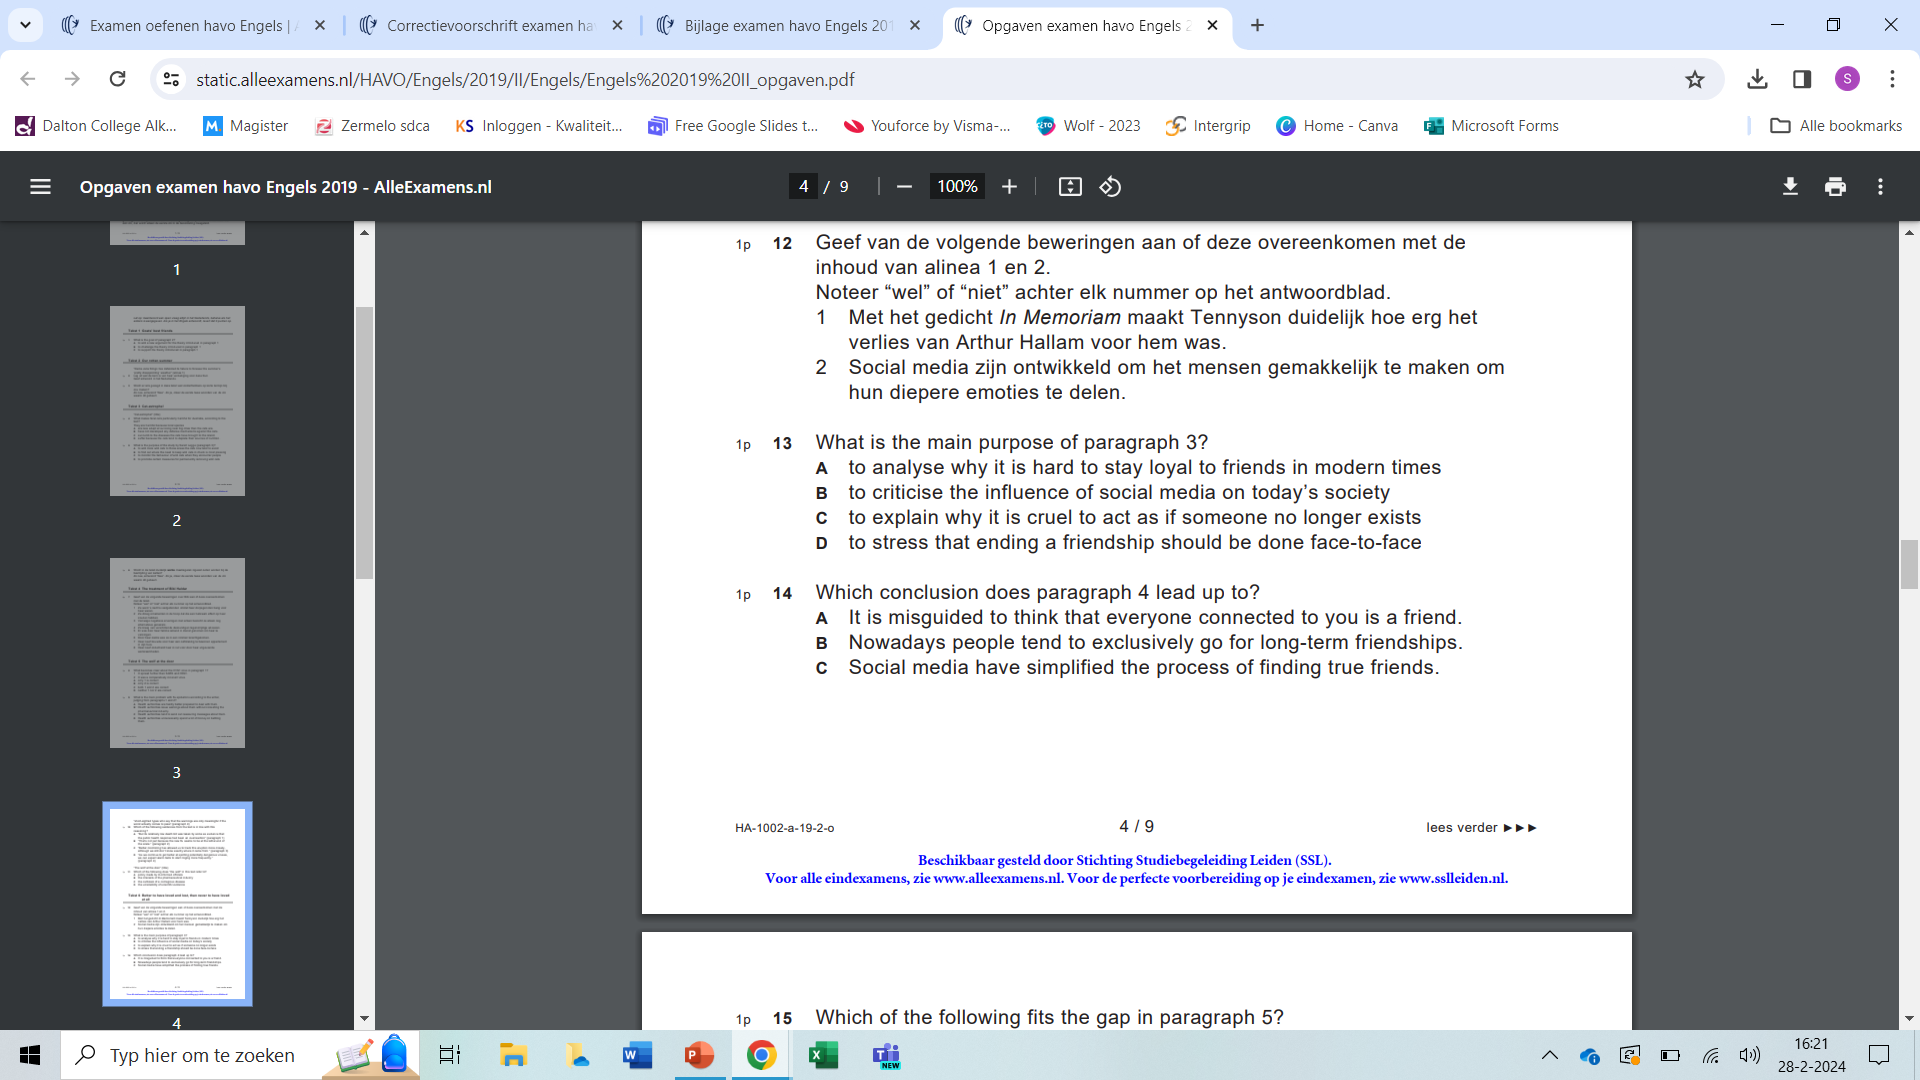 Examen oefenen havo Engels | A
Correctievoorschrift examen hav
Bijlage examen havo Engels 201
Opgaven examen havo Engels 2
static.alleexamens.nl/HAVO/Engels/2019/II/Engels/Engels%202019%20II_opgaven.pdf
S
Dalton College Alk...
M.
Magister
Zermelo sdca
KS
Inloggen - Kwaliteit...
Free Google Slides t...
Youforce by Visma-...
Wolf - 2023
Intergrip
Home - Canva
Microsoft Forms
Alle bookmarks
Opgaven examen havo Engels 2019 - AlleExamens.nl
4 / 9
100%
1
2
3
4
1p 12 Geef van de volgende beweringen aan of deze overeenkomen met de
inhoud van alinea 1 en 2.
Noteer “wel” of “niet” achter elk nummer op het antwoordblad.
1 Met het gedicht In Memoriam maakt Tennyson duidelijk hoe erg het
verlies van Arthur Hallam voor hem was.
2 Social media zijn ontwikkeld om het mensen gemakkelijk te maken om
hun diepere emoties te delen.
1p 13 What is the main purpose of paragraph 3?
A to analyse why it is hard to stay loyal to friends in modern times
B to criticise the influence of social media on today’s society
C to explain why it is cruel to act as if someone no longer exists
D to stress that ending a friendship should be done face-to-face
1p 14 Which conclusion does paragraph 4 lead up to?
A It is misguided to think that everyone connected to you is a friend.
B Nowadays people tend to exclusively go for long-term friendships.
C Social media have simplified the process of finding true friends.
HA-1002-a-19-2-o
4 / 9
lees verder ►►►
Beschikbaar gesteld door Stichting Studiebegeleiding Leiden (SSL).
Voor alle eindexamens, zie www.alleexamens.nl. Voor de perfecte voorbereiding op je eindexamen, zie www.sslleiden.nl.
1p 15 Which of the following fits the gap in paragraph 5?
Typ hier om te zoeken
NEW
16:21
28-2-2024